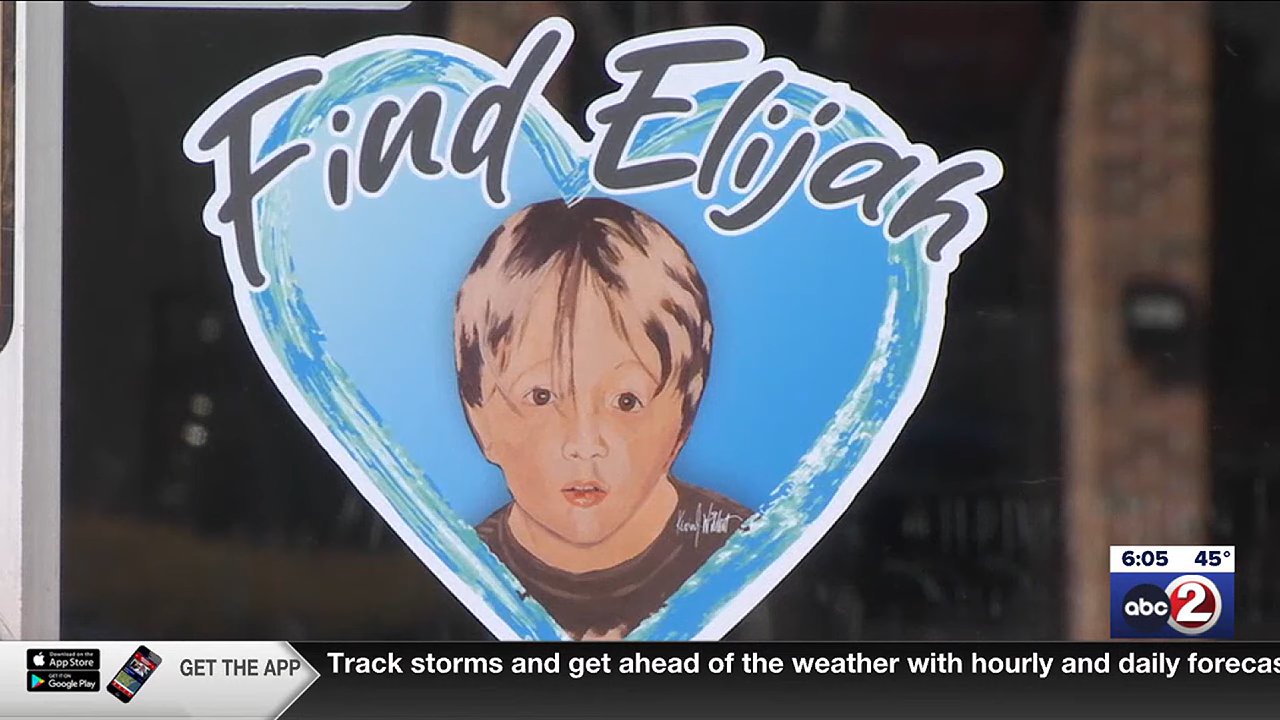 Find Elijah
6:05 45°
abc 2
Download on the
App Store
GET IT ON
Google Play
GET THE APP
Track storms and get ahead of the weather with hourly and daily forecas